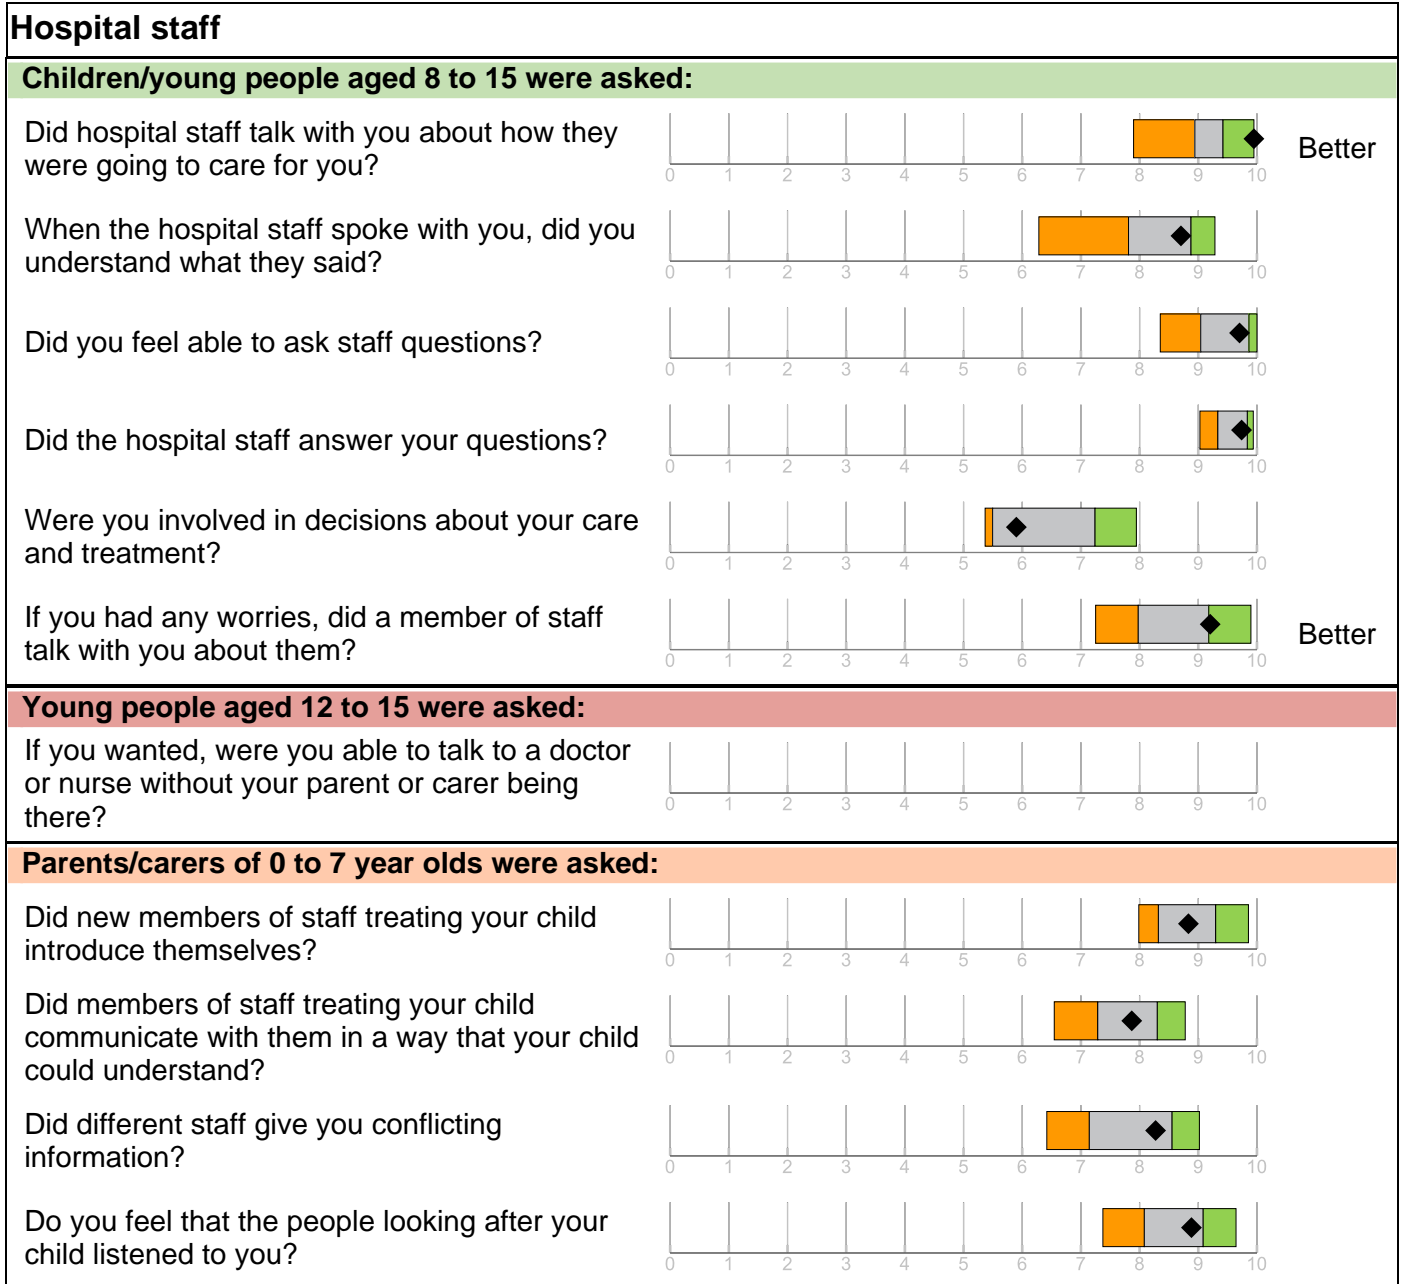 Hospital staff
Children/young people aged 8 to 15 were asked:
Did hospital staff talk with you about how they
were going to care for you?
0 1 2 3 4 5 6 7 8 9 10
Better
When the hospital staff spoke with you, did you
understand what they said?
0 1 2 3 4 5 6 7 8 9 10
Did you feel able to ask staff questions?
0 1 2 3 4 5 6 7 8 9 10
Did the hospital staff answer your questions?
0 1 2 3 4 5 6 7 8 9 10
Were you involved in decisions about your care
and treatment?
0 1 2 3 4 5 6 7 8 9 10
If you had any worries, did a member of staff
talk with you about them?
0 1 2 3 4 5 6 7 8 9 10
Better
Young people aged 12 to 15 were asked:
If you wanted, were you able to talk to a doctor
or nurse without your parent or carer being
there?
0 1 2 3 4 5 6 7 8 9 10
Parents/carers of 0 to 7 year olds were asked:
Did new members of staff treating your child
introduce themselves?
0 1 2 3 4 5 6 7 8 9 10
Did members of staff treating your child
communicate with them in a way that your child
could understand?
0 1 2 3 4 5 6 7 8 9 10
Did different staff give you conflicting
information?
0 1 2 3 4 5 6 7 8 9 10
Do you feel that the people looking after your
child listened to you?
0 1 2 3 4 5 6 7 8 9 10